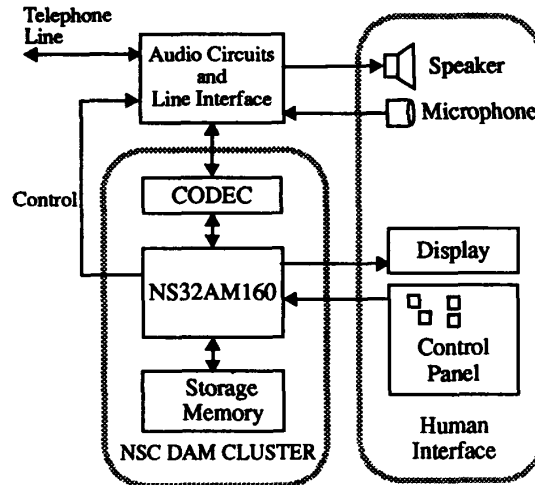 Telephone
Line
Audio Circuits
and
Line Interface
Speaker
Microphone
Control
CODEC
NS32AM160
Display
Control
Panel
Storage
Memory
NSC DAM CLUSTER
Human
Interface